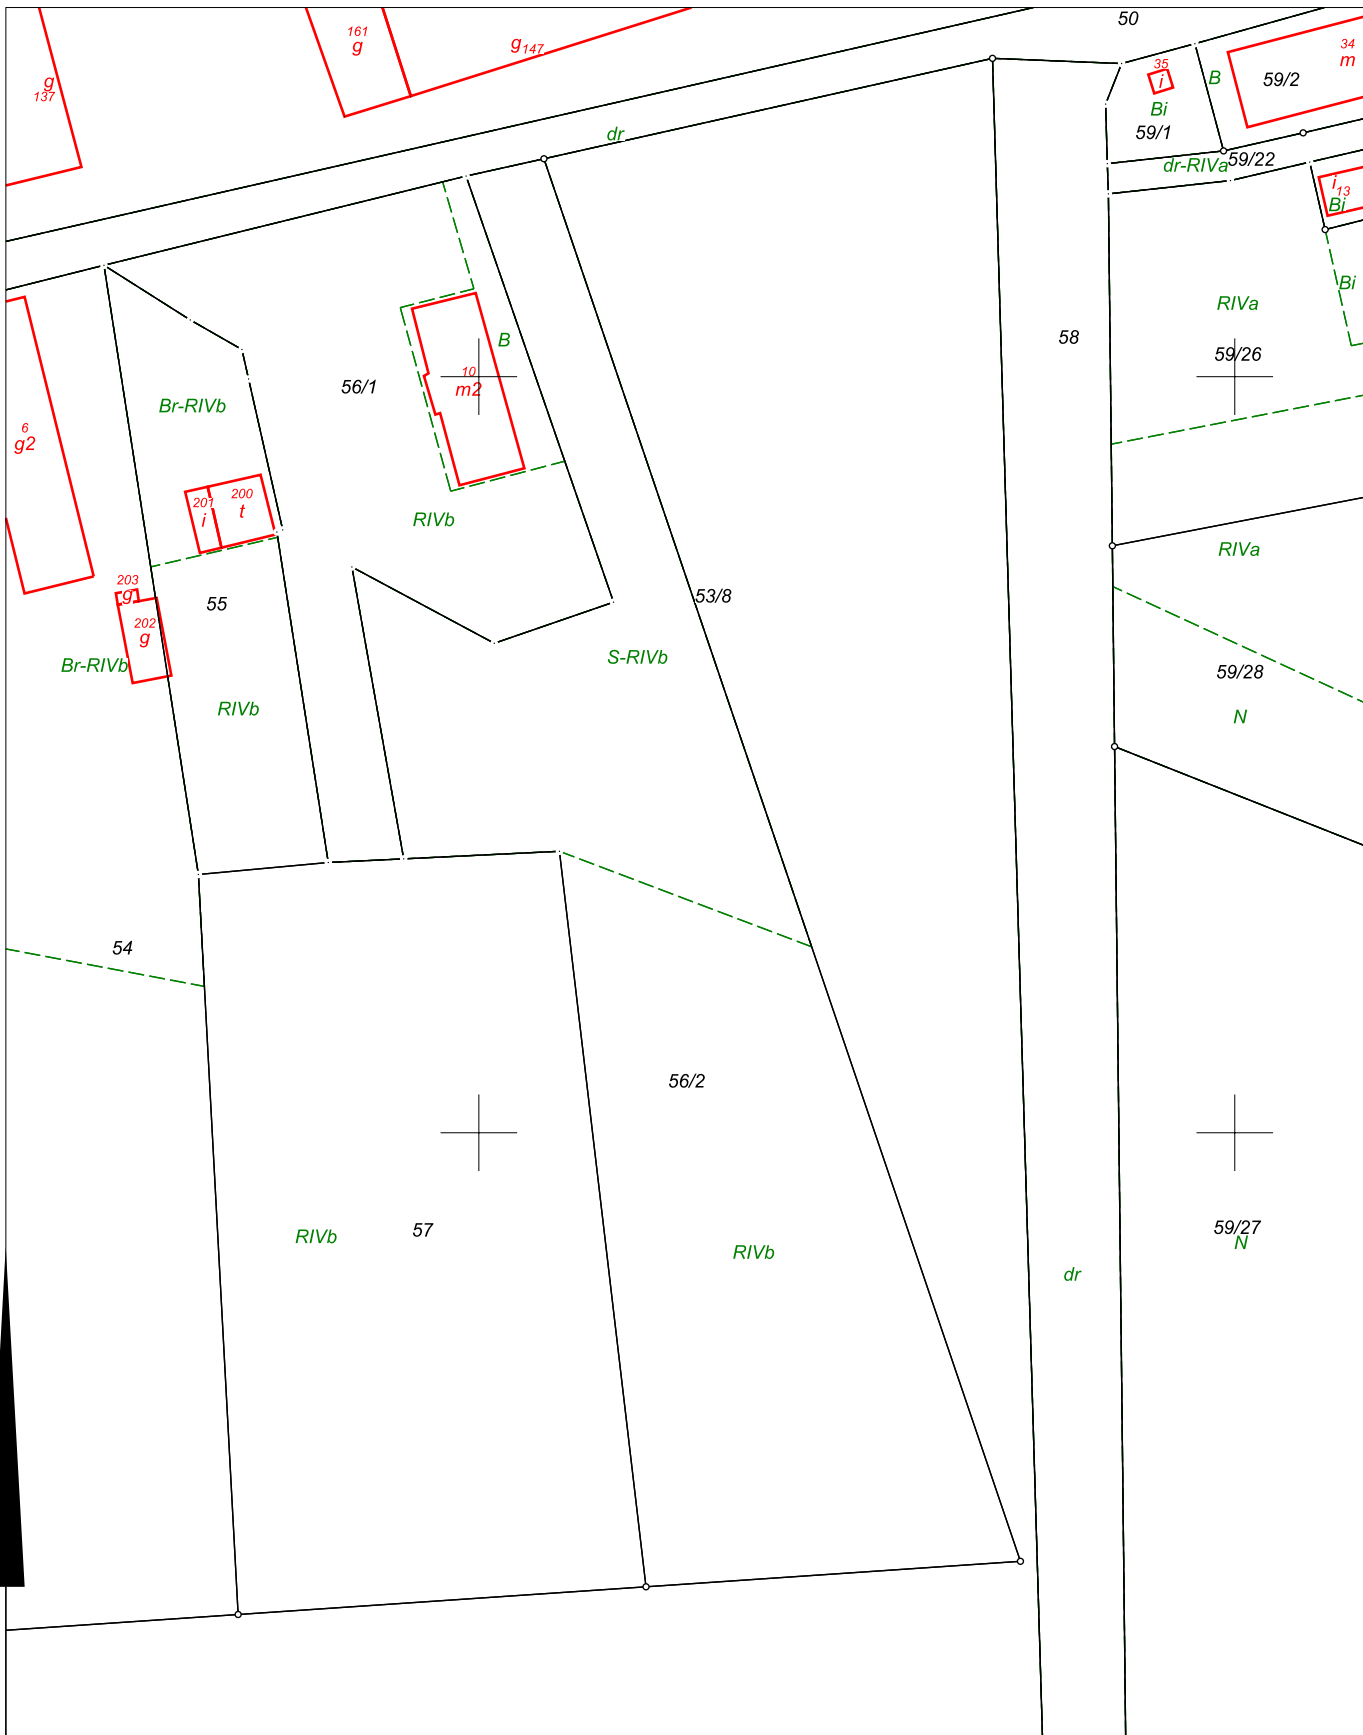 50
161
g
g147
34
m
g
137
35
i
B
59/2
Bi
59/1
dr
59/22
dr-RIVa
i13
Bi
Bi
RIVa
58
B
59/26
10
m2
56/1
Br-RIVb
6
g2
200
t
201
i
RIVb
RIVa
203
g
55
53/8
202
g
S-RIVb
Br-RIVb
59/28
RIVb
N
54
56/2
57
59/27
RIVb
N
RIVb
dr